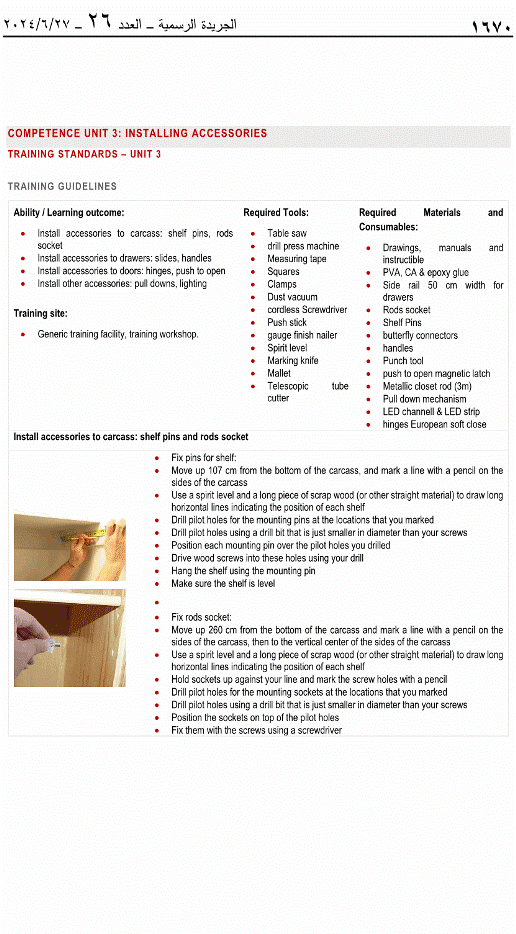 ١٦٧٠
الجريدة الرسمية – العدد ٢٦ – ٢٠٢٤/٦/٢٧
COMPETENCE UNIT 3: INSTALLING ACCESSORIES
TRAINING STANDARDS – UNIT 3
TRAINING GUIDELINES
Ability / Learning outcome:
• Install accessories to carcass: shelf pins, rods
socket
• Install accessories to drawers: slides, handles
• Install accessories to doors: hinges, push to open
• Install other accessories: pull downs, lighting
Training site:
• Generic training facility, training workshop.
Required Tools:
• Table saw
• drill press machine
• Measuring tape
• Squares
• Clamps
• Dust vacuum
• cordless Screwdriver
• Push stick
• gauge finish nailer
• Spirit level
• Marking knife
• Mallet
• Telescopic tube
cutter
Required Materials and
Consumables:
• Drawings, manuals and
instructible
• PVA, CA & epoxy glue
• Side rail 50 cm width for
drawers
• Rods socket
• Shelf Pins
• butterfly connectors
• handles
• Punch tool
• push to open magnetic latch
• Metallic closet rod (3m)
• Pull down mechanism
• LED channell & LED strip
• hinges European soft close
Install accessories to carcass: shelf pins and rods socket
• Fix pins for shelf:
• Move up 107 cm from the bottom of the carcass, and mark a line with a pencil on the
sides of the carcass
• Use a spirit level and a long piece of scrap wood (or other straight material) to draw long
horizontal lines indicating the position of each shelf
• Drill pilot holes for the mounting pins at the locations that you marked
• Drill pilot holes using a drill bit that is just smaller in diameter than your screws
• Position each mounting pin over the pilot holes you drilled
• Drive wood screws into these holes using your drill
• Hang the shelf using the mounting pin
• Make sure the shelf is level
•
• Fix rods socket:
• Move up 260 cm from the bottom of the carcass and mark a line with a pencil on the
sides of the carcass, then to the vertical center of the sides of the carcass
• Use a spirit level and a long piece of scrap wood (or other straight material) to draw long
horizontal lines indicating the position of each shelf
• Hold sockets up against your line and mark the screw holes with a pencil
• Drill pilot holes for the mounting sockets at the locations that you marked
• Drill pilot holes using a drill bit that is just smaller in diameter than your screws
• Position the sockets on top of the pilot holes
• Fix them with the screws using a screwdriver